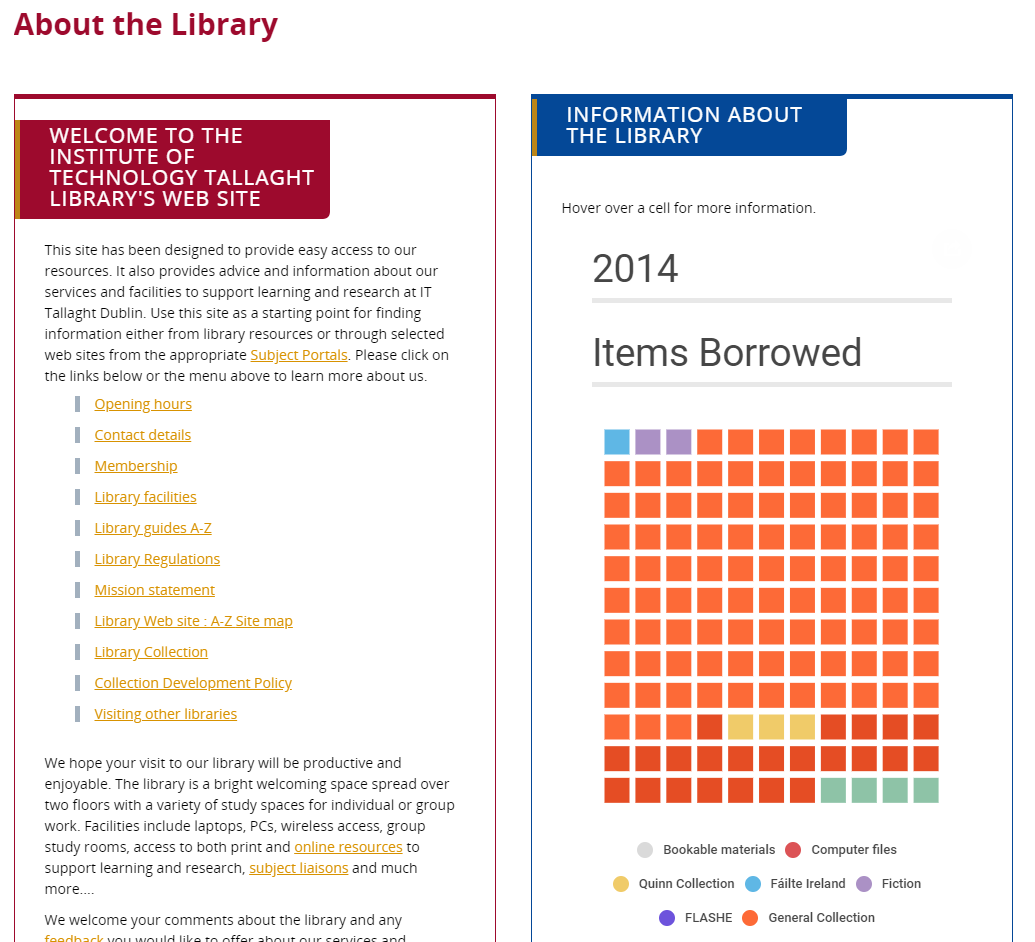 About the Library
WELCOME TO THE
INSTITUTE OF
TECHNOLOGY TALLAGHT
LIBRARY'S WEB SITE
This site has been designed to provide easy access to our
resources. It also provides advice and information about our
services and facilities to support learning and research at IT
Tallaght Dublin. Use this site as a starting point for finding
information either from library resources or through selected
web sites from the appropriate Subject Portals. Please click on
the links below or the menu above to learn more about us.
Opening hours
Contact details
Membership
Library facilities
Library guides A-Z
Library Regulations
Mission statement
Library Web site : A-Z Site map
Library Collection
Collection Development Policy
Visiting other libraries
We hope your visit to our library will be productive and
enjoyable. The library is a bright welcoming space spread over
two floors with a variety of study spaces for individual or group
work. Facilities include laptops, PCs, wireless access, group
study rooms, access to both print and online resources to
support learning and research, subject liaisons and much
more....
We welcome your comments about the library and any
feedback you would like to offer about our services and
INFORMATION ABOUT
THE LIBRARY
Hover over a cell for more information.
2014
Items Borrowed
Bookable materials Computer files
Quinn Collection Fáilte Ireland Fiction
FLASHE General Collection